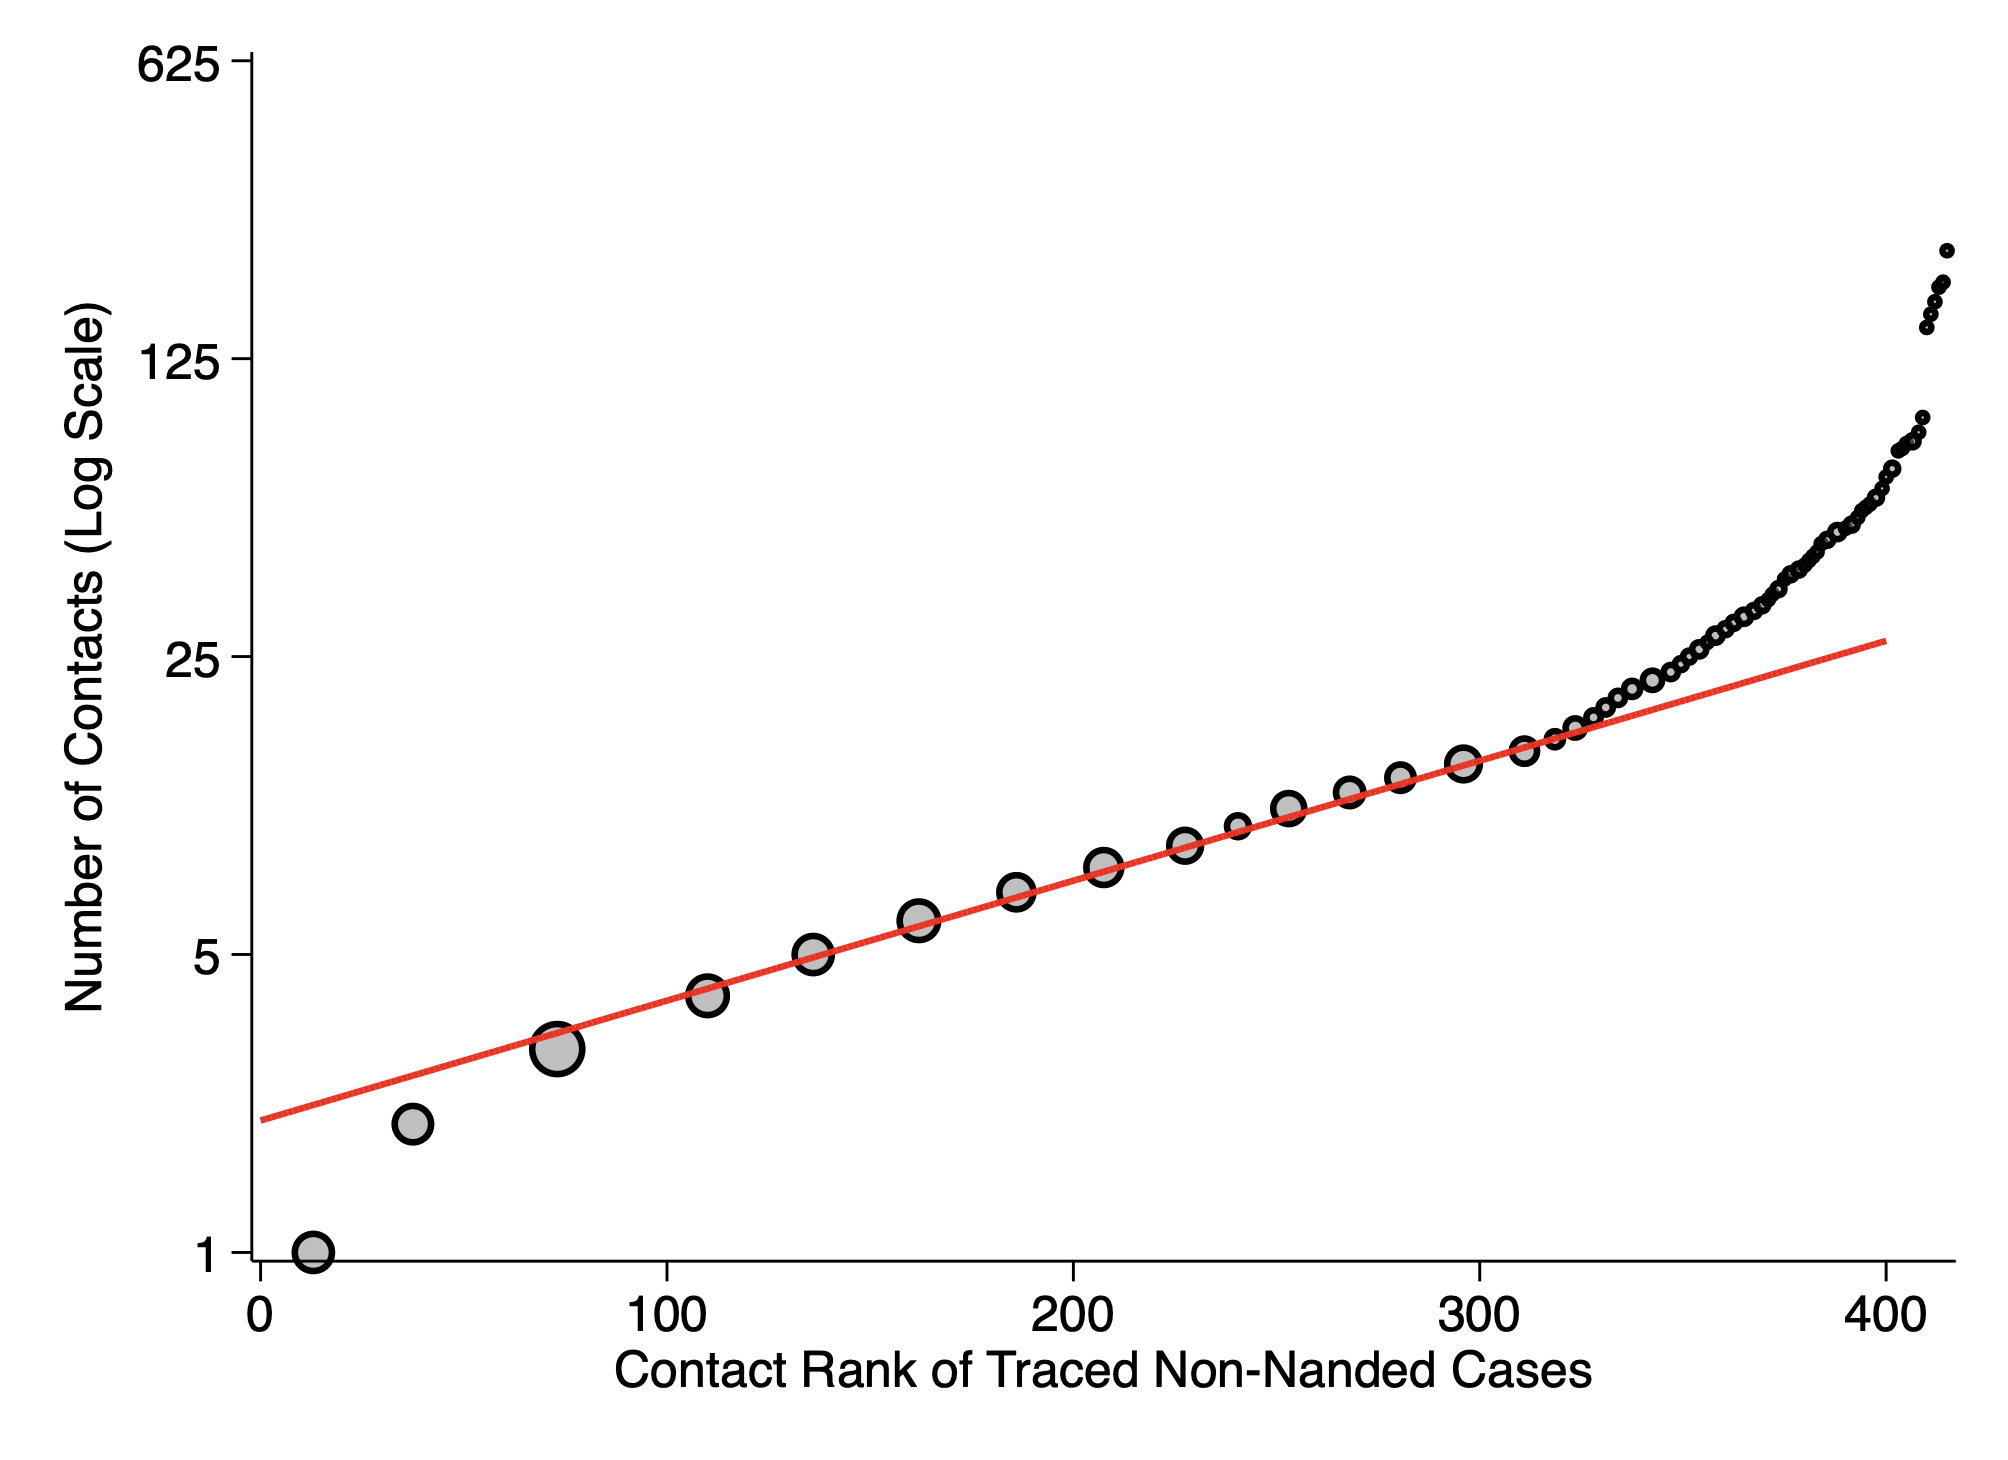 Number of Contacts (Log Scale)
625
125
25
5
1
0 100 200 300 400
Contact Rank of Traced Non-Nanded Cases